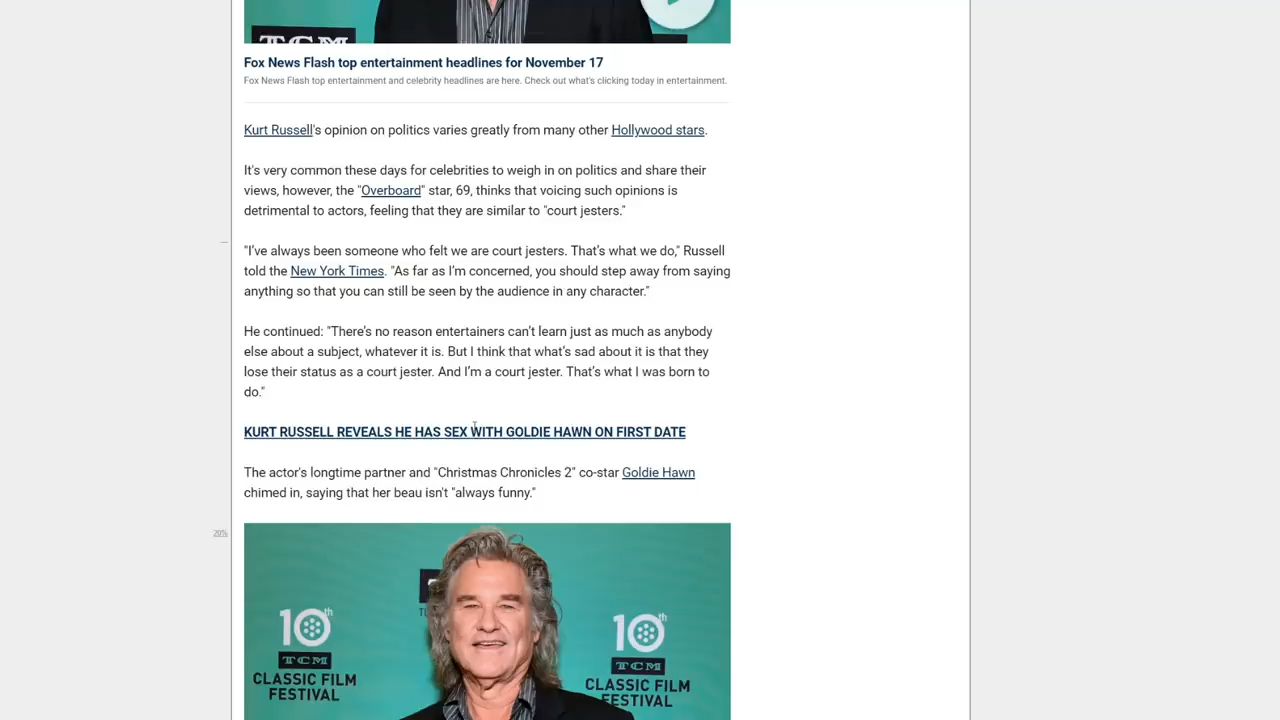 TCM
Fox News Flash top entertainment headlines for November 17
Fox News Flash top entertainment and celebrity headlines are here. Check out what's clicking today in entertainment.
Kurt Russell's opinion on politics varies greatly from many other Hollywood stars.
It's very common these days for celebrities to weigh in on politics and share their
views, however, the "Overboard" star, 69, thinks that voicing such opinions is
detrimental to actors, feeling that they are similar to "court jesters."
"I've always been someone who felt we are court jesters. That's what we do," Russell
told the New York Times. "As far as I'm concerned, you should step away from saying
anything so that you can still be seen by the audience in any character."
He continued: "There's no reason entertainers can't learn just as much as anybody
else about a subject, whatever it is. But I think that what's sad about it is that they
lose their status as a court jester. And I'm a court jester. That's what I was born to
do."
KURT RUSSELL REVEALS HE HAS SEX WITH GOLDIE HAWN ON FIRST DATE
The actor's longtime partner and "Christmas Chronicles 2" co-star Goldie Hawn
chimed in, saying that her beau isn't "always funny."
20%
10th
TCM
CLASSIC FILM
FESTIVAL
10th
TCM
CLASSIC FILM
FESTIVAL